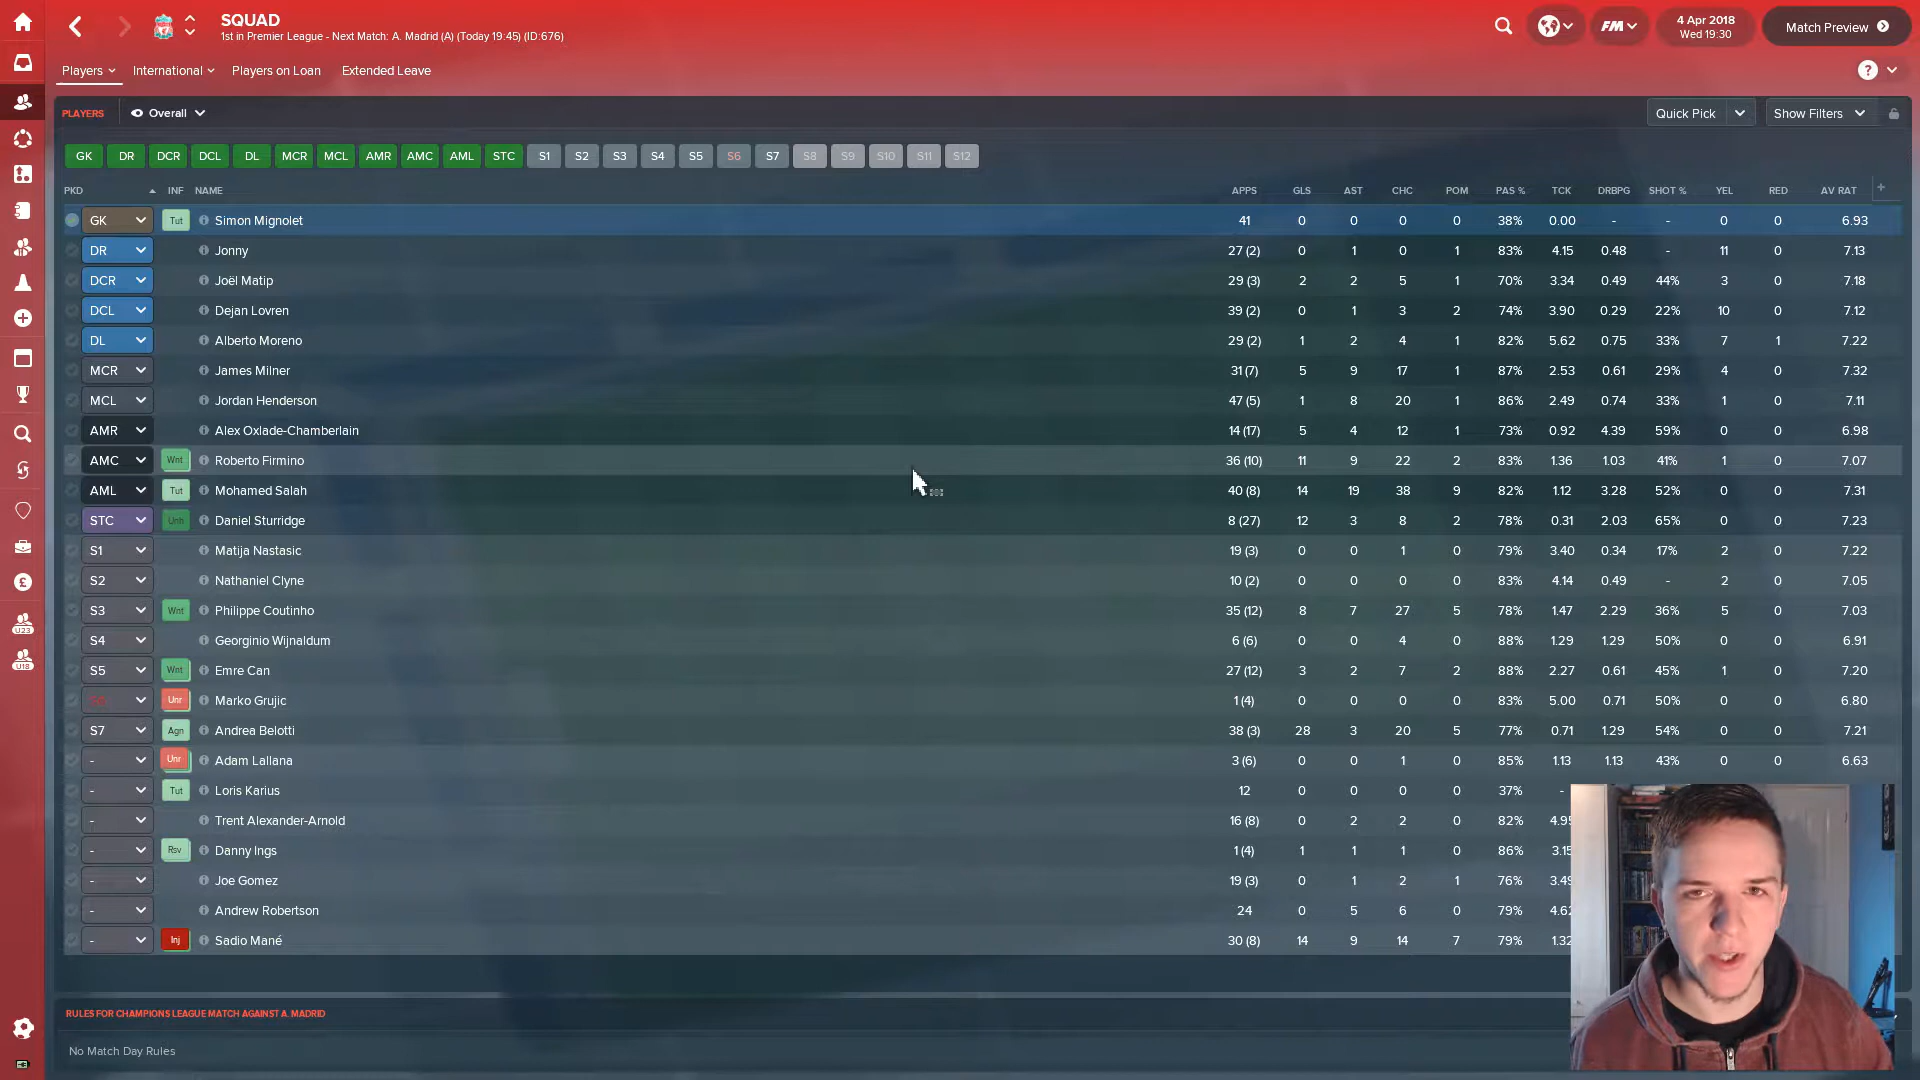 SQUAD
1st in Premier League - Next Match: A. Madrid (A) (Today 19:45) (ID:676)
FM
4 Apr 2018
Wed 19:30
Match Preview
Players International Players on Loan Extended Leave
?
PLAYERS Overall Quick Pick Show Filters
GK DR DCR DCL DL MCR MCL AMR AMC AML STC S1 S2 S3 S4 S5 S6 S7 S8 S9 S10 S11 S12
PKD INF NAME APPS GLS AST CHC POM PAS % TCK DRBPG SHOT % YEL RED AV RAT +
GK Tut Simon Mignolet 41 0 0 0 0 38% 0.00 - - 0 0 6.93
DR Jonny 27 (2) 0 1 0 1 83% 4.15 0.48 - 11 0 7.13
DCR Joël Matip 29 (3) 2 2 5 1 70% 3.34 0.49 44% 3 0 7.18
DCL Dejan Lovren 39 (2) 0 1 3 2 74% 3.90 0.29 22% 10 0 7.12
DL Alberto Moreno 29 (2) 1 2 4 1 82% 5.62 0.75 33% 7 1 7.22
MCR James Milner 31 (7) 5 9 17 1 87% 2.53 0.61 29% 4 0 7.32
MCL Jordan Henderson 47 (5) 1 8 20 1 86% 2.49 0.74 33% 1 0 7.11
AMR Alex Oxlade-Chamberlain 14 (17) 5 4 12 1 73% 0.92 4.39 59% 0 0 6.98
AMC Wnt Roberto Firmino 36 (10) 11 9 22 2 83% 1.36 1.03 41% 1 0 7.07
AML Tut Mohamed Salah 40 (8) 14 19 38 9 82% 1.12 3.28 52% 0 0 7.31
STC Unh Daniel Sturridge 8 (27) 12 3 8 2 78% 0.31 2.03 65% 0 0 7.23
S1 Matija Nastasic 19 (3) 0 0 1 0 79% 3.40 0.34 17% 2 0 7.22
S2 Nathaniel Clyne 10 (2) 0 0 0 0 83% 4.14 0.49 - 2 0 7.05
S3 Wnt Philippe Coutinho 35 (12) 8 7 27 5 78% 1.47 2.29 36% 5 0 7.03
S4 Georginio Wijnaldum 6 (6) 0 0 4 0 88% 1.29 1.29 50% 0 0 6.91
S5 Wnt Emre Can 27 (12) 3 2 7 2 88% 2.27 0.61 45% 1 0 7.20
S6 Unr Marko Grujic 1 (4) 0 0 0 0 83% 5.00 0.71 50% 0 0 6.80
S7 Agn Andrea Belotti 38 (3) 28 3 20 5 77% 0.71 1.29 54% 0 0 7.21
- Unr Adam Lallana 3 (6) 0 0 1 0 85% 1.13 1.13 43% 0 0 6.63
- Tut Loris Karius 12 0 0 0 0 37% -
- Trent Alexander-Arnold 16 (8) 0 2 2 0 82% 4.95
- Rsv Danny Ings 1 (4) 1 1 1 0 86% 3.15
- Joe Gomez 19 (3) 0 1 2 1 76% 3.49
- Andrew Robertson 24 0 5 6 0 79% 4.62
- Inj Sadio Mané 30 (8) 14 9 14 7 79% 1.32
U23
U18
RULES FOR CHAMPIONS LEAGUE MATCH AGAINST A. MADRID
No Match Day Rules